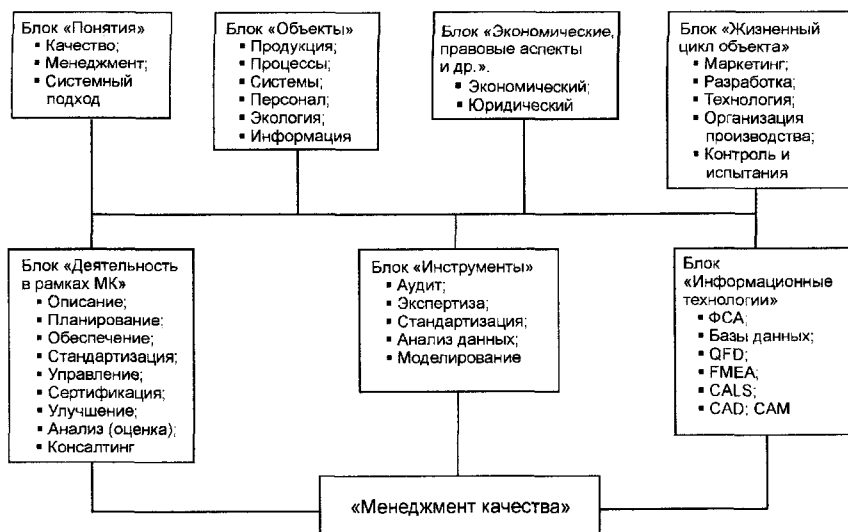 Блок «Понятия»
▪ Качество;
▪ Менеджмент;
▪ Системный
подход
Блок «Объекты»
▪ Продукция;
▪ Процессы;
▪ Системы;
▪ Персонал;
▪ Экология;
▪ Информация
Блок «Экономические,
правовые аспекты
и др.».
▪ Экономический;
▪ Юридический
Блок «Жизненный
цикл объекта»
▪ Маркетинг;
▪ Разработка;
▪ Технология;
▪ Организация
производства;
▪ Контроль и
испытания
Блок «Деятельность
в рамках МК»
▪ Описание;
▪ Планирование;
▪ Обеспечение;
▪ Стандартизация;
▪ Управление;
▪ Сертификация;
▪ Улучшение;
▪ Анализ (оценка);
▪ Консалтинг
Блок «Инструменты»
▪ Аудит;
▪ Экспертиза;
▪ Стандартизация;
▪ Анализ данных;
▪ Моделирование
Блок
«Информационные
технологии»
▪ ФСА;
▪ Базы данных;
▪ QFD;
▪ FMEA;
▪ CALS;
▪ CAD; CAM
«Менеджмент качества»